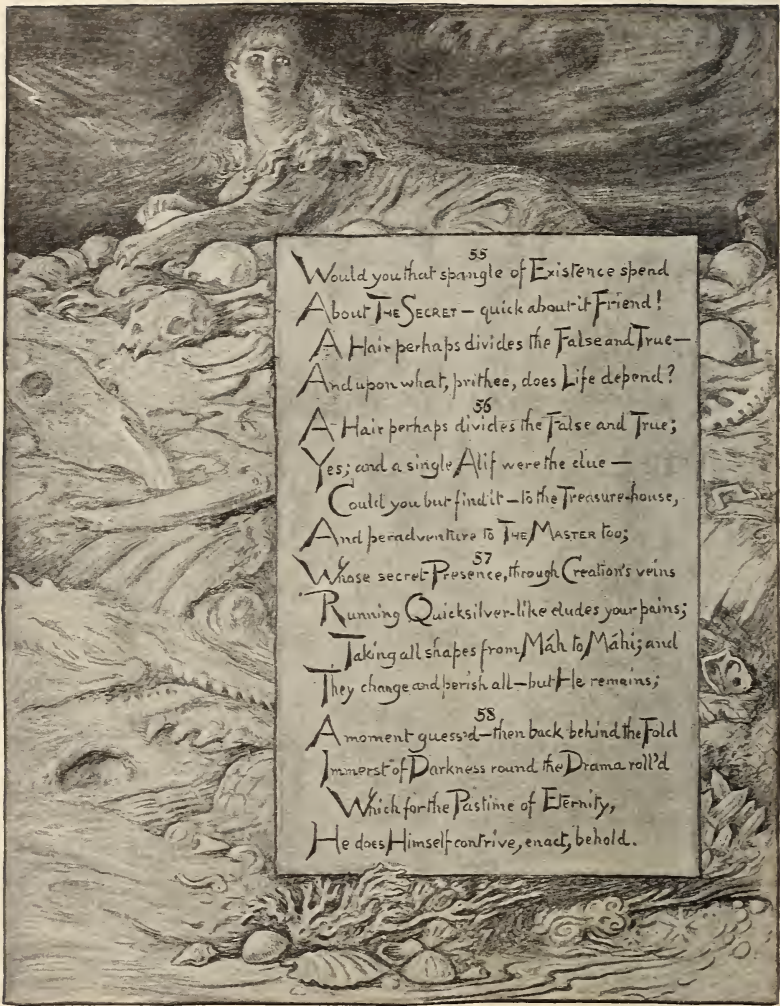 55
Would you that spangle of Existence spend
About THE SECRET — quick about it Friend!
A Hair perhaps divides the False and True—
And upon what, prithee, does Life depend?
56
A Hair perhaps divides the False and True;
Yes; and a single Alif were the clue —
Could you but find it — to the Treasure-house,
And peradventure to THE MASTER too;
57
Whose secret Presence, through Creation's veins
Running Quicksilver-like eludes your pains;
Taking all shapes from Máh to Máhi; and
They change and perish all — but He remains;
58
A moment guess'd — then back behind the Fold
Immerst of Darkness round the Drama roll'd
Which for the Pastime of Eternity,
He does Himself contrive, enact, behold.